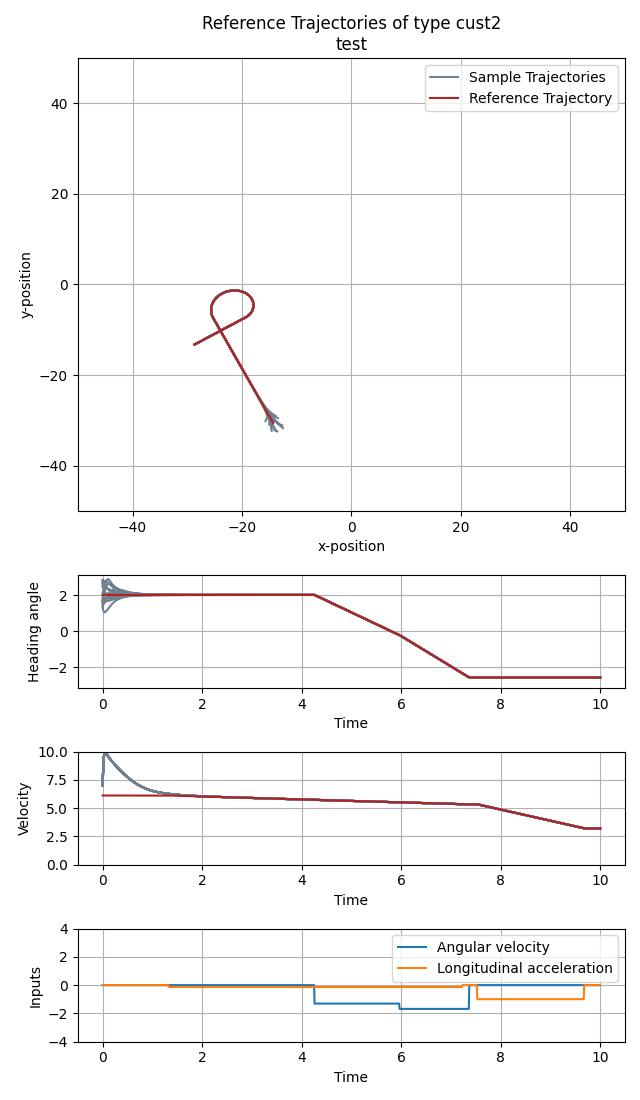 Reference Trajectories of type cust2
test
Sample Trajectories
Reference Trajectory
y-position
40
20
0
−20
−40
−40
−20
0
20
40
x-position
Heading angle
2
0
−2
0
2
4
6
8
10
Time
Velocity
10.0
7.5
5.0
2.5
0.0
0
2
4
6
8
10
Time
Inputs
4
2
0
−2
−4
Angular velocity
Longitudinal acceleration
0
2
4
6
8
10
Time